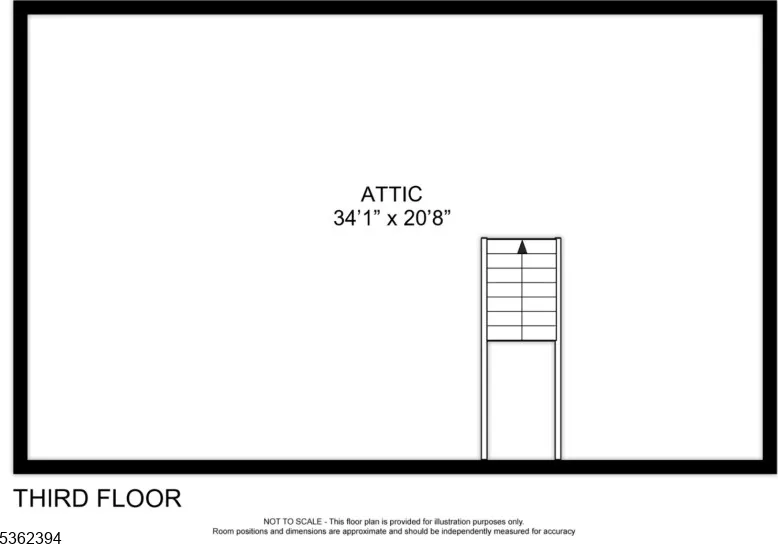 ATTIC
34’1” x 20’8”
THIRD FLOOR
NOT TO SCALE - This floor plan is provided for illustration purposes only.
Room positions and dimensions are approximate and should be independently measured for accuracy
5362394